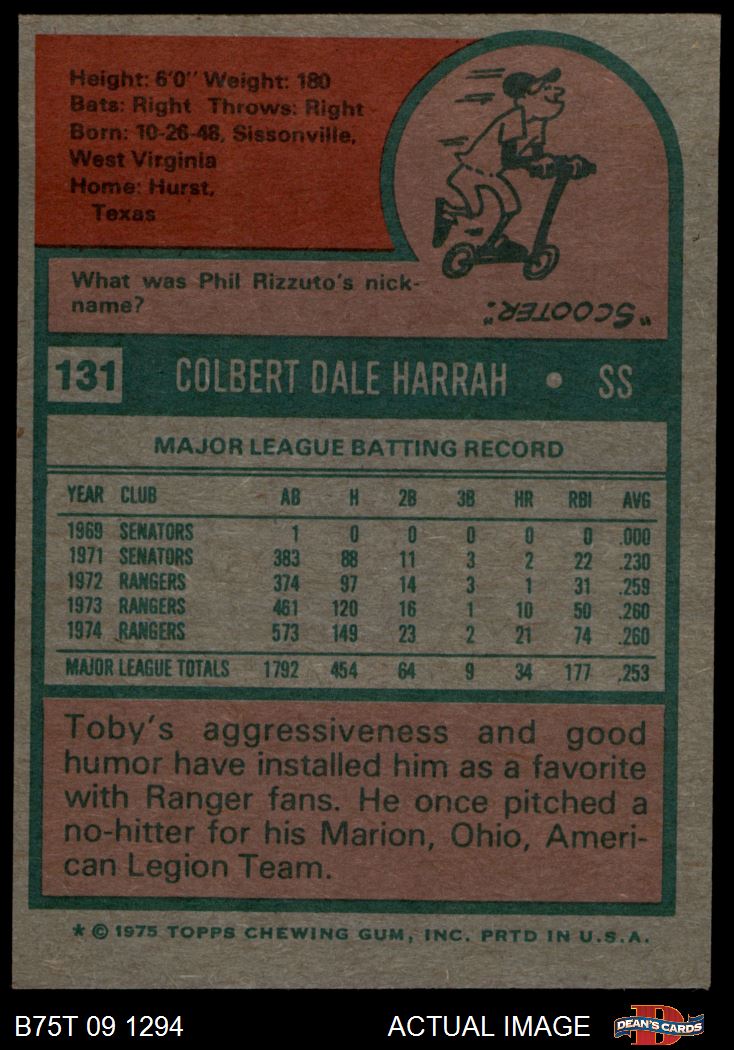 Height: 6'0" Weight: 180
Bats: Right Throws: Right
Born: 10-26-48, Sissonville,
West Virginia
Home: Hurst,
Texas
What was Phil Rizzuto's nick-
name?
"SCOOTER."
131 COLBERT DALE HARRAH • SS
MAJOR LEAGUE BATTING RECORD
YEAR CLUB AB H 2B 3B HR RBI AVG
1969 SENATORS 1 0 0 0 0 0 .000
1971 SENATORS 383 88 11 3 2 22 .230
1972 RANGERS 374 97 14 3 1 31 .259
1973 RANGERS 461 120 16 1 10 50 .260
1974 RANGERS 573 149 23 2 21 74 .260
MAJOR LEAGUE TOTALS 1792 454 64 9 34 177 .253
Toby's aggressiveness and good
humor have installed him as a favorite
with Ranger fans. He once pitched a
no-hitter for his Marion, Ohio, Ameri-
can Legion Team.
* © 1975 TOPPS CHEWING GUM, INC. PRTD IN U.S.A.
B75T 09 1294 ACTUAL IMAGE D DEAN'S CARDS